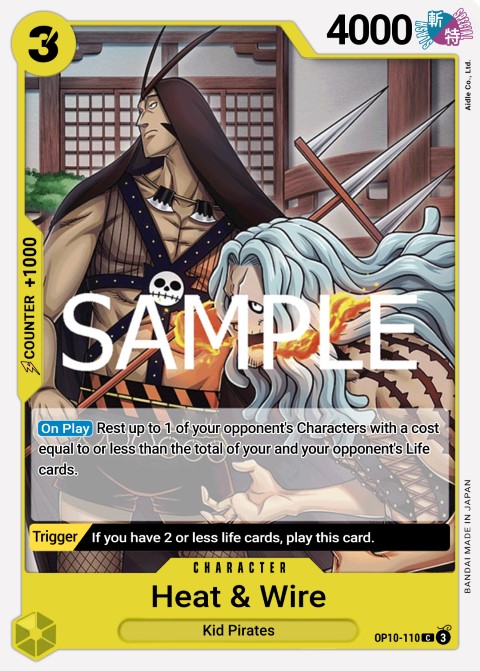 3
4000
斬
SLASH
特
SPECIAL
Aidle Co., Ltd.
COUNTER +1000
SAMPLE
On Play Rest up to 1 of your opponent's Characters with a cost
equal to or less than the total of your and your opponent's Life
cards.
Trigger If you have 2 or less life cards, play this card.
CHARACTER
Heat & Wire
Kid Pirates
OP10-110 C 3
BANDAI MADE IN JAPAN